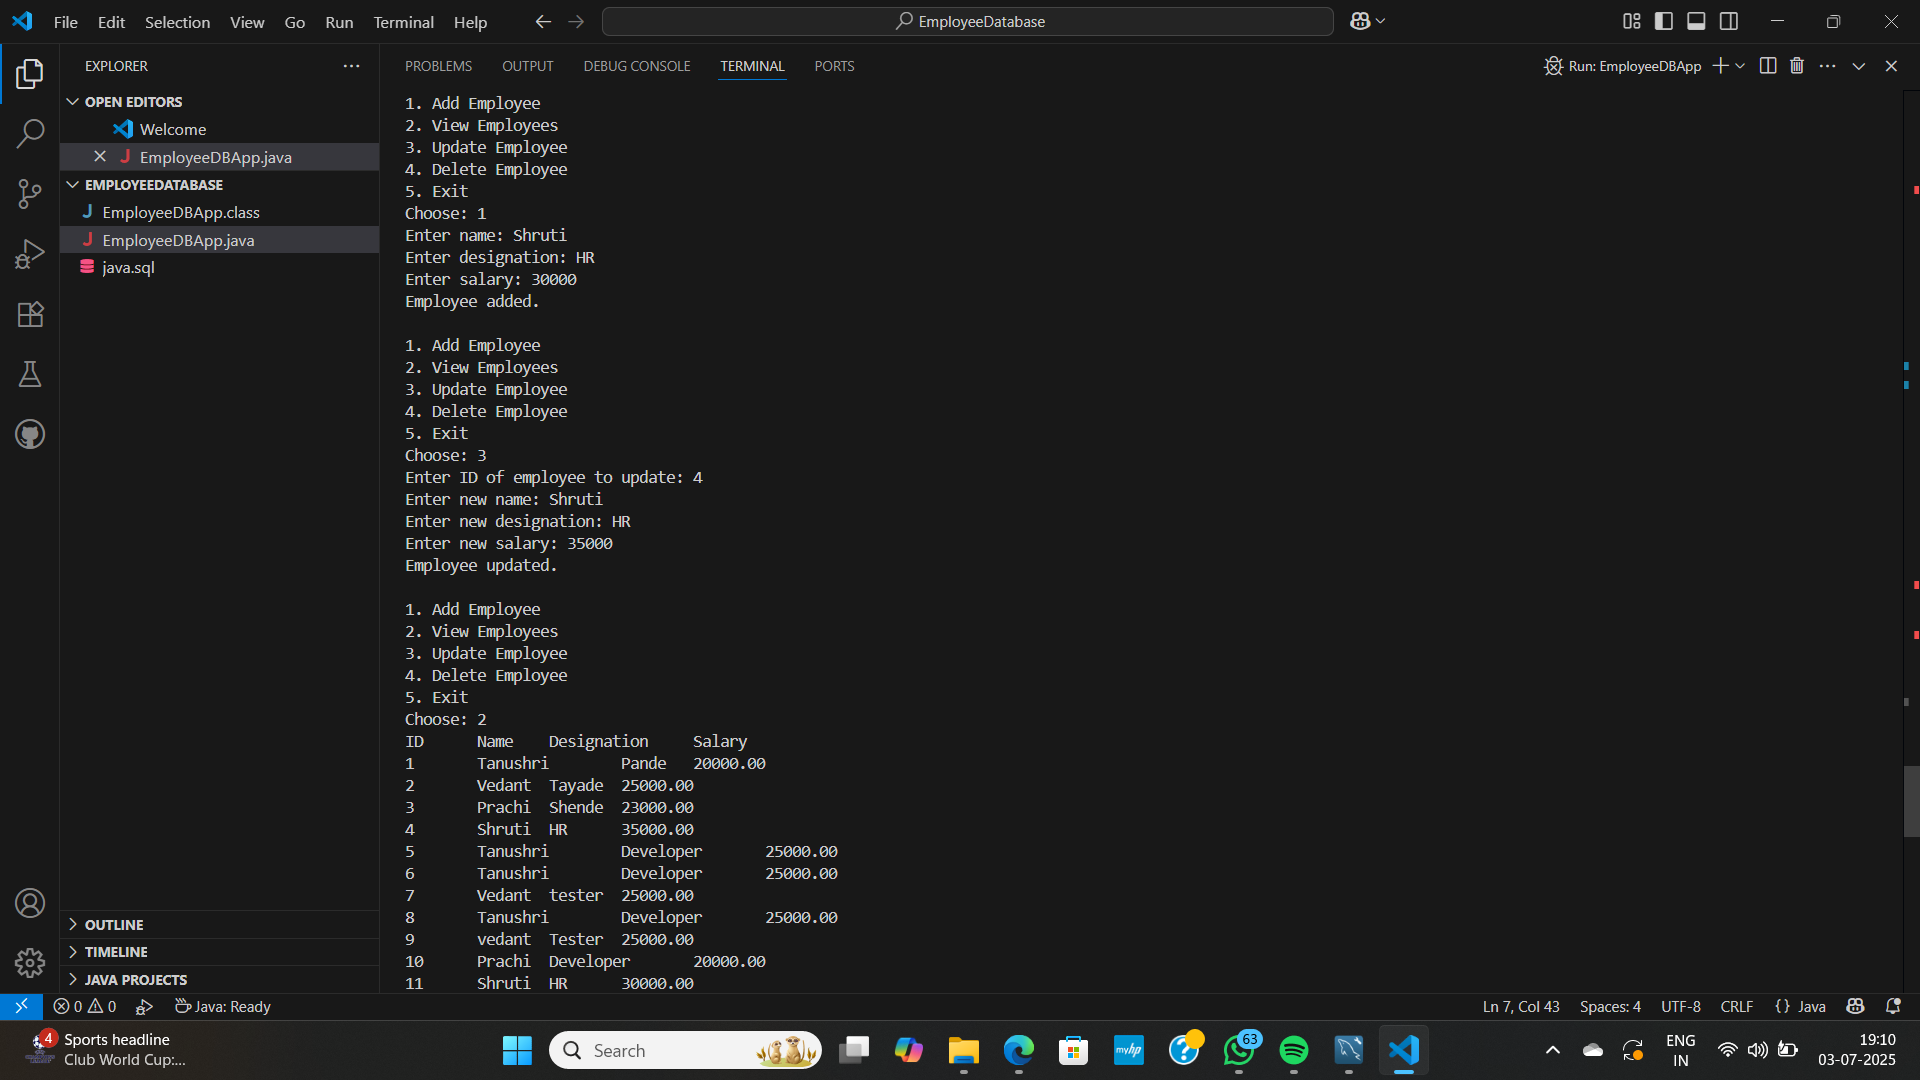 File Edit Selection View Go Run Terminal Help
EmployeeDatabase
EXPLORER
OPEN EDITORS
Welcome
EmployeeDBApp.java
EMPLOYEEDATABASE
EmployeeDBApp.class
EmployeeDBApp.java
java.sql
OUTLINE
TIMELINE
JAVA PROJECTS
PROBLEMS OUTPUT DEBUG CONSOLE TERMINAL PORTS
Run: EmployeeDBApp
1. Add Employee
2. View Employees
3. Update Employee
4. Delete Employee
5. Exit
Choose: 1
Enter name: Shruti
Enter designation: HR
Enter salary: 30000
Employee added.
1. Add Employee
2. View Employees
3. Update Employee
4. Delete Employee
5. Exit
Choose: 3
Enter ID of employee to update: 4
Enter new name: Shruti
Enter new designation: HR
Enter new salary: 35000
Employee updated.
1. Add Employee
2. View Employees
3. Update Employee
4. Delete Employee
5. Exit
Choose: 2
ID Name Designation Salary
1 Tanushri Pande 20000.00
2 Vedant Tayade 25000.00
3 Prachi Shende 23000.00
4 Shruti HR 35000.00
5 Tanushri Developer 25000.00
6 Tanushri Developer 25000.00
7 Vedant tester 25000.00
8 Tanushri Developer 25000.00
9 vedant Tester 25000.00
10 Prachi Developer 20000.00
11 Shruti HR 30000.00
0 0 Java: Ready
Ln 7, Col 43 Spaces: 4 UTF-8 CRLF {} Java
4
Sports headline
Club World Cup:...
Search
myhp
63
ENG
IN
19:10
03-07-2025